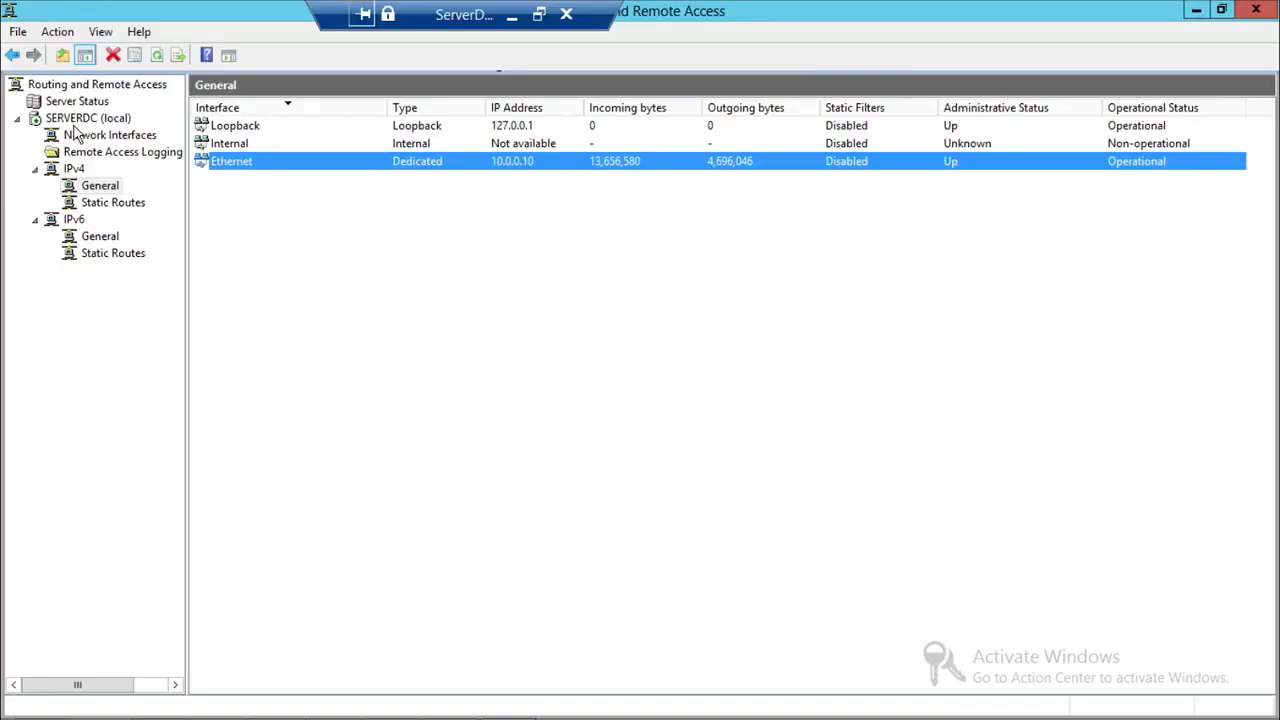 ServerD...
nd Remote Access
File Action View Help
Routing and Remote Access
Server Status
SERVERDC (local)
Network Interfaces
Remote Access Logging
IPv4
General
Static Routes
IPv6
General
Static Routes
General
Interface Type IP Address Incoming bytes Outgoing bytes Static Filters Administrative Status Operational Status
Loopback Loopback 127.0.0.1 0 0 Disabled Up Operational
Internal Internal Not available - - Disabled Unknown Non-operational
Ethernet Dedicated 10.0.0.10 13,656,580 4,696,046 Disabled Up Operational
Activate Windows
Go to Action Center to activate Windows.